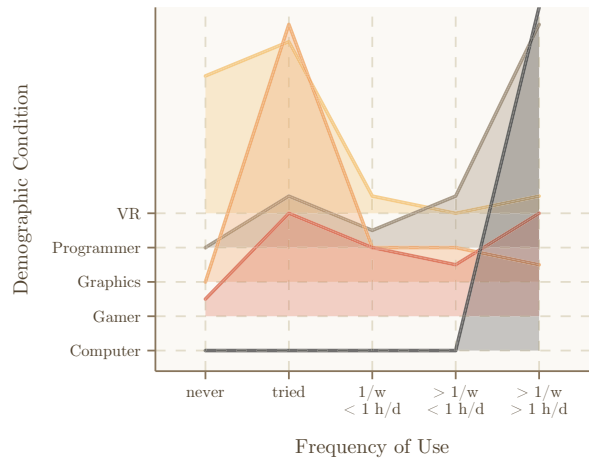 Demographic Condition
VR
Programmer
Graphics
Gamer
Computer
never
tried
1/w
< 1 h/d
> 1/w
< 1 h/d
> 1/w
> 1 h/d
Frequency of Use